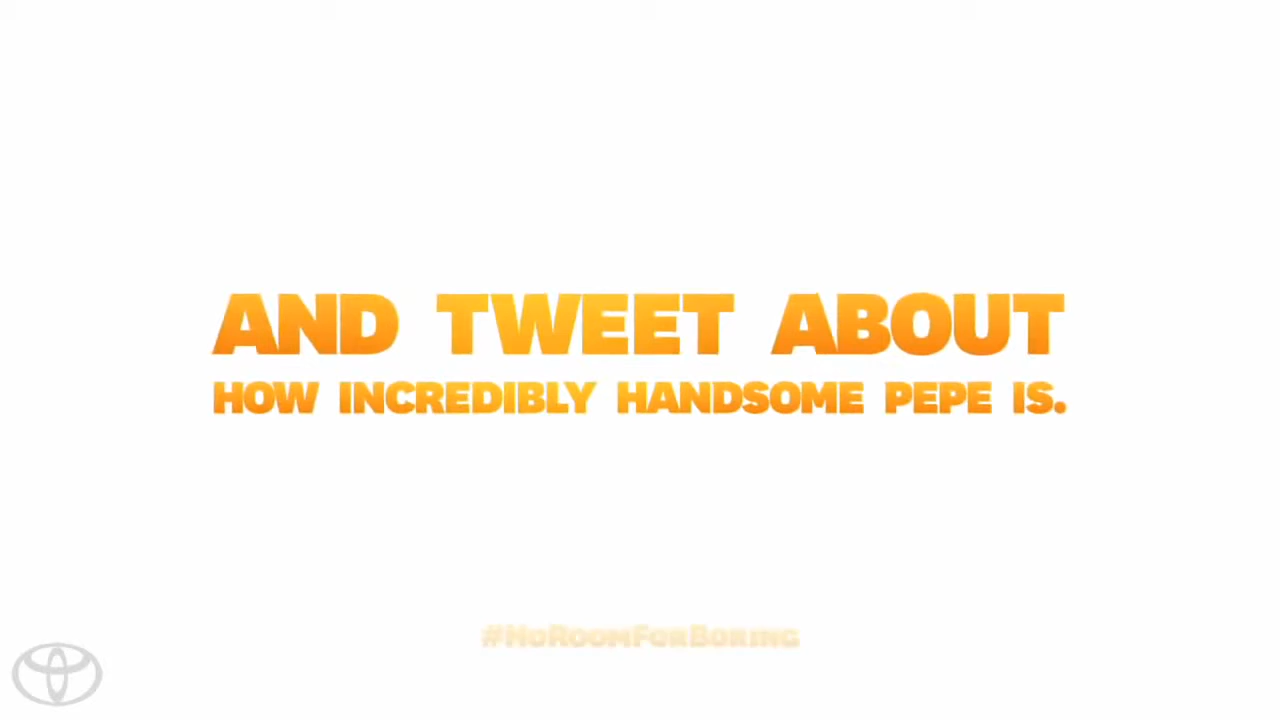 AND TWEET ABOUT
HOW INCREDIBLY HANDSOME PEPE IS.
#NoRoomForBoring